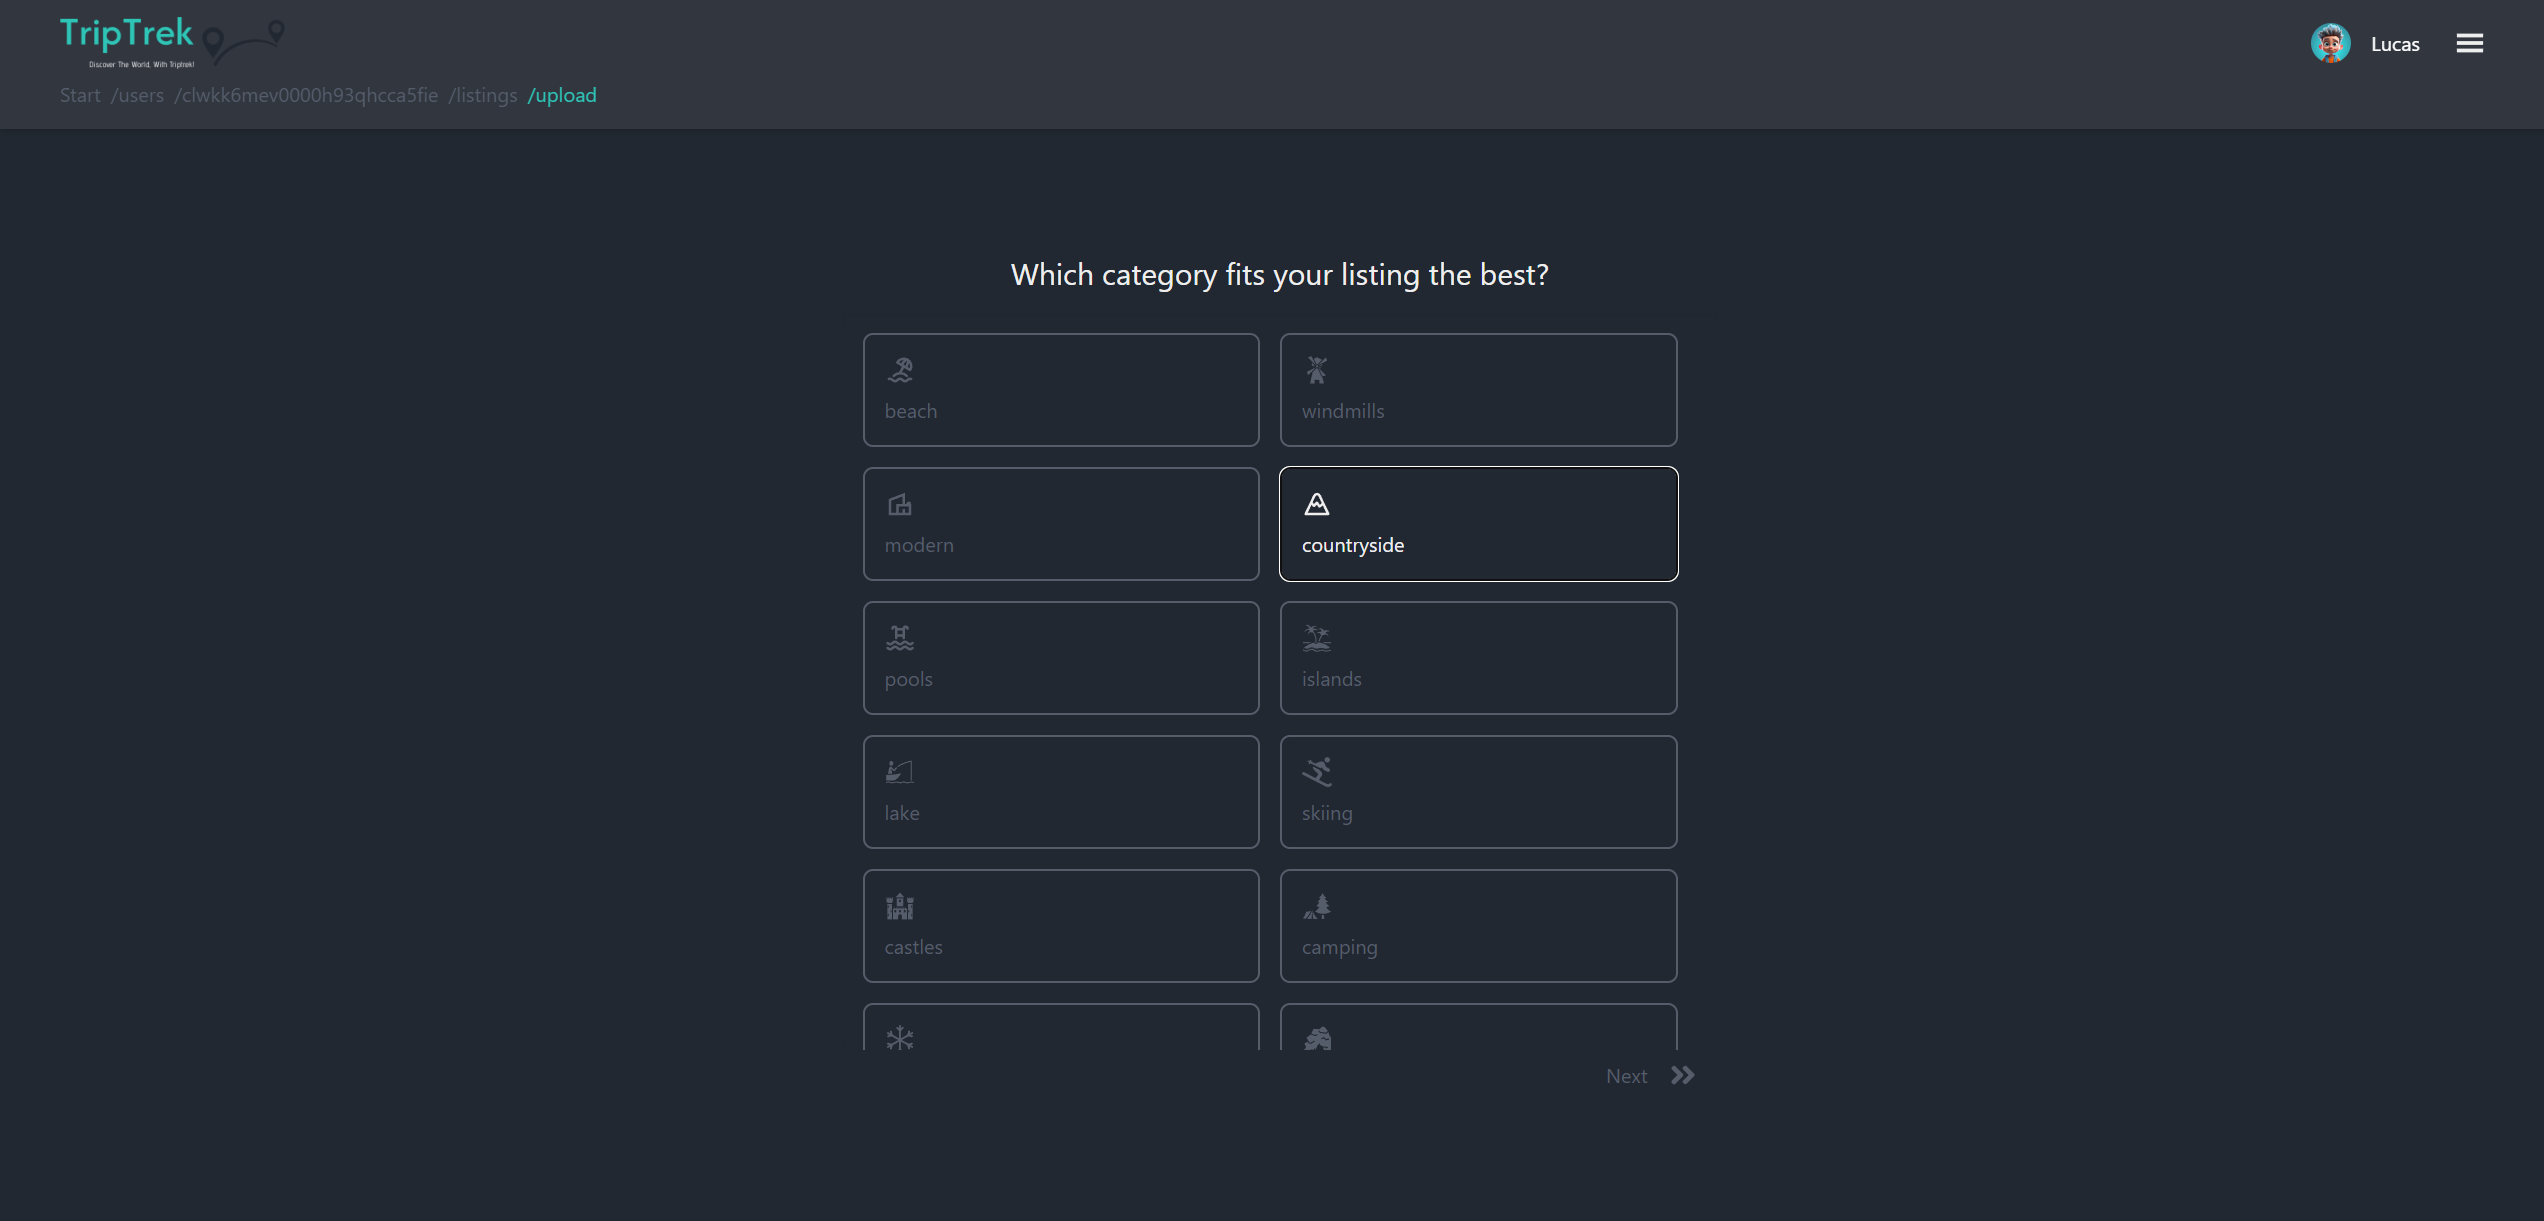 TripTrek
Discover The World, With Triptrek!
Lucas
Start /users /clwkk6mev0000h93qhcca5fie /listings /upload
Which category fits your listing the best?
beach
windmills
modern
countryside
pools
islands
lake
skiing
castles
camping
Next